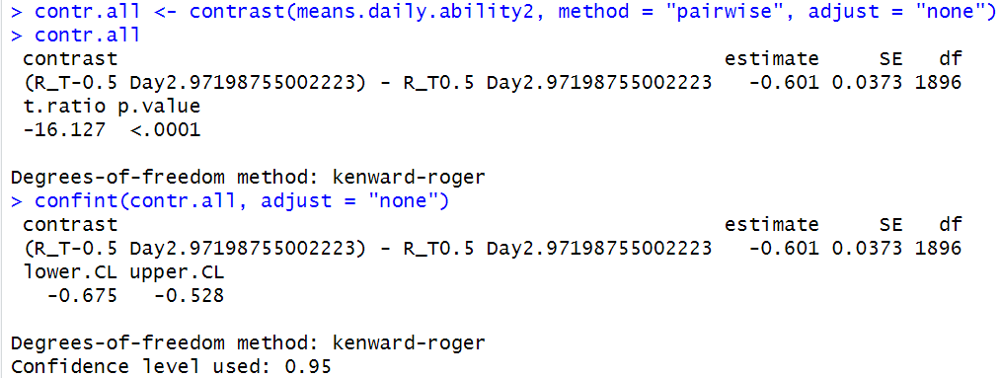 > contr.all <- contrast(means.daily.ability2, method = "pairwise", adjust = "none")
> contr.all
 contrast                                                   estimate     SE   df
 (R_T-0.5 Day2.97198755002223) - R_T0.5 Day2.97198755002223   -0.601 0.0373 1896
 t.ratio p.value
 -16.127  <.0001

Degrees-of-freedom method: kenward-roger
> confint(contr.all, adjust = "none")
 contrast                                                   estimate     SE   df
 (R_T-0.5 Day2.97198755002223) - R_T0.5 Day2.97198755002223   -0.601 0.0373 1896
 lower.CL upper.CL
   -0.675   -0.528

Degrees-of-freedom method: kenward-roger
Confidence level used: 0.95